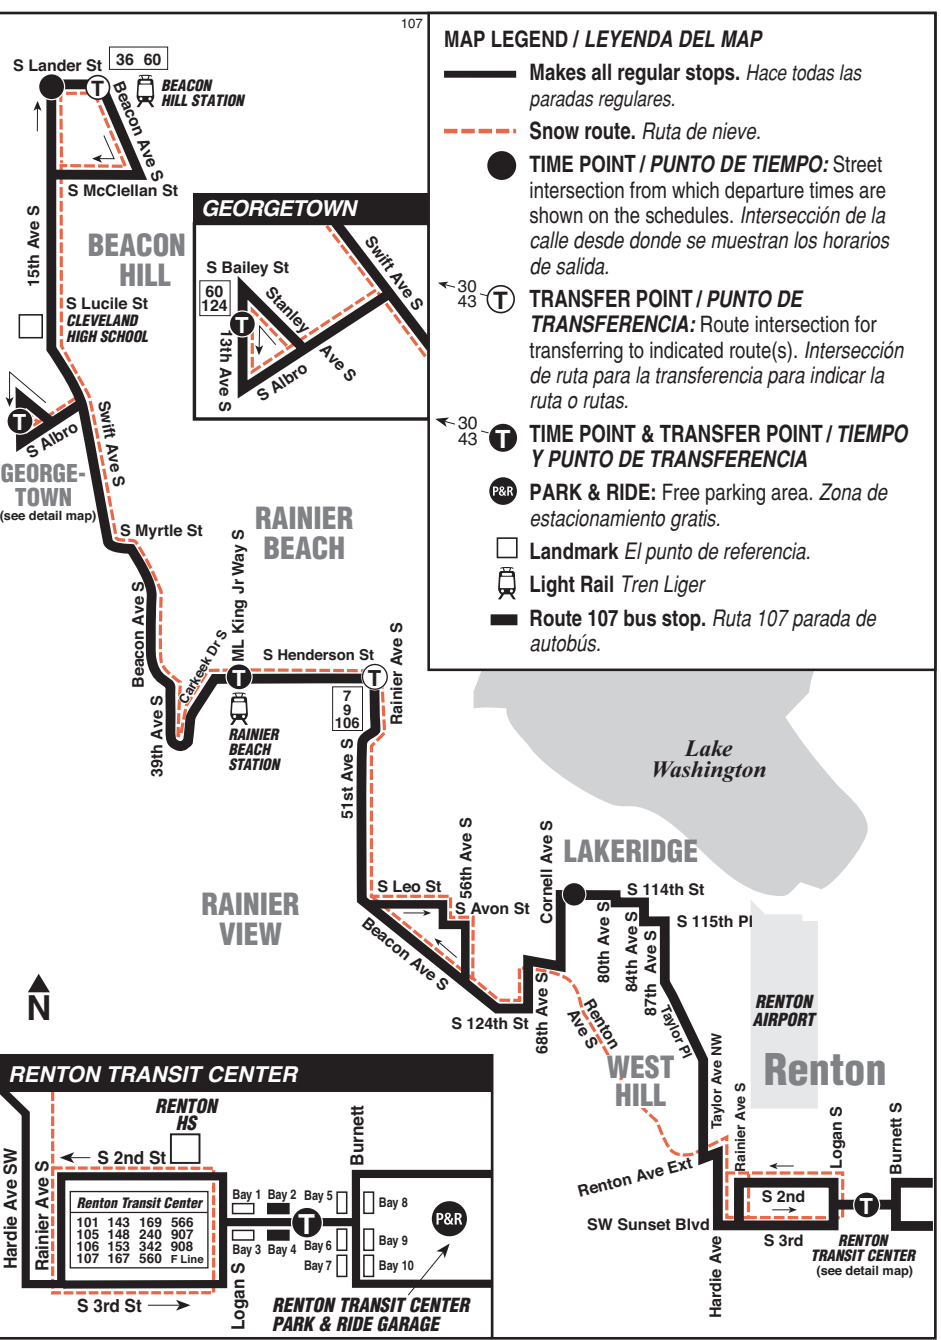 107
S Lander St
36 60
BEACON
HILL STATION
T
Beacon Ave S
S McClellan St
15th Ave S
BEACON
HILL
S Lucile St
CLEVELAND
HIGH SCHOOL
T
S Albro
Swift Ave S
GEORGE-
TOWN
(see detail map)
S Myrtle St
GEORGETOWN
S Bailey St
60
124
T
Stanley
Ave S
13th Ave S
S Albro
Swift Ave S
MAP LEGEND / LEYENDA DEL MAP
Makes all regular stops. Hace todas las
paradas regulares.
Snow route. Ruta de nieve.
TIME POINT / PUNTO DE TIEMPO: Street
intersection from which departure times are
shown on the schedules. Intersección de la
calle desde donde se muestran los horarios
de salida.
30
43
T
TRANSFER POINT / PUNTO DE
TRANSFERENCIA: Route intersection for
transferring to indicated route(s). Intersección
de ruta para la transferencia para indicar la
ruta o rutas.
30
43
T
TIME POINT & TRANSFER POINT / TIEMPO
Y PUNTO DE TRANSFERENCIA
P&R
PARK & RIDE: Free parking area. Zona de
estacionamiento gratis.
Landmark El punto de referencia.
Light Rail Tren Liger
Route 107 bus stop. Ruta 107 parada de
autobús.
RAINIER
BEACH
Beacon Ave S
39th Ave S
Carkeek Dr S
ML King Jr Way S
T
RAINIER
BEACH
STATION
S Henderson St
T
7
9
106
Rainier Ave S
51st Ave S
Lake
Washington
RAINIER
VIEW
S Leo St
56th Ave S
S Avon St
Beacon Ave S
S 124th St
68th Ave S
Cornell Ave S
LAKERIDGE
S 114th St
80th Ave S
84th Ave S
S 115th Pl
87th Ave S
Taylor Pl
Renton
Ave S
WEST
HILL
RENTON
AIRPORT
Renton
Taylor Ave NW
Rainier Ave S
Logan S
Burnett S
Renton Ave Ext
SW Sunset Blvd
Hardie Ave
S 2nd
S 3rd
T
RENTON
TRANSIT CENTER
(see detail map)
N
RENTON TRANSIT CENTER
RENTON
HS
S 2nd St
Hardie Ave SW
Rainier Ave S
Renton Transit Center
101 143 169 566
105 148 240 907
106 153 342 908
107 167 560 F Line
S 3rd St
Logan S
Bay 1
Bay 2
Bay 5
Bay 3
Bay 4
Bay 6
Bay 7
T
Burnett
Bay 8
Bay 9
Bay 10
P&R
RENTON TRANSIT CENTER
PARK & RIDE GARAGE